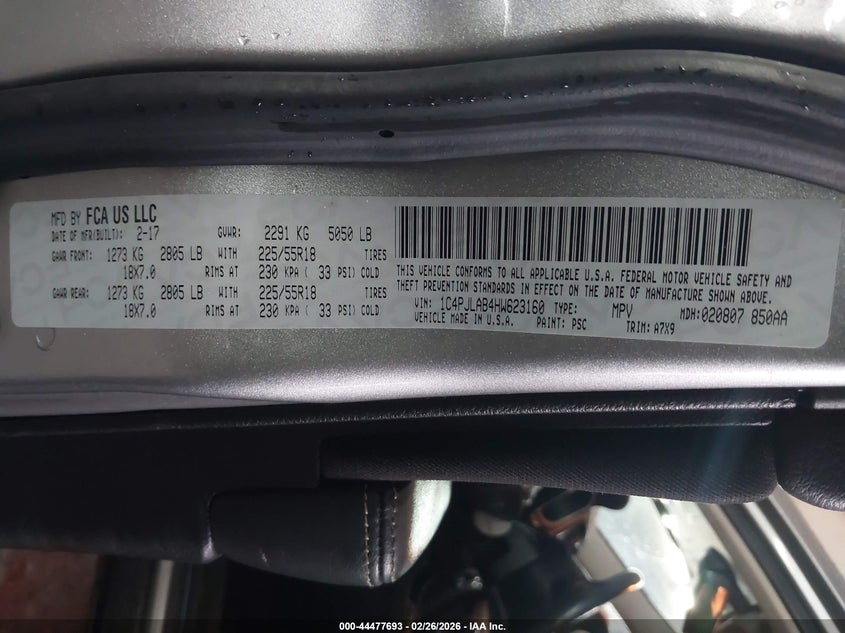 MFD BY FCA US LLC
DATE OF MFR(BUILT): 2-17 GVWR: 2291 KG 5050 LB
GAWR FRONT: 1273 KG 2805 LB WITH 225/55R18 TIRES
18X7.0 RIMS AT 230 KPA ( 33 PSI) COLD
GAWR REAR: 1273 KG 2805 LB WITH 225/55R18 TIRES
18X7.0 RIMS AT 230 KPA ( 33 PSI) COLD
THIS VEHICLE CONFORMS TO ALL APPLICABLE U.S.A. FEDERAL MOTOR VEHICLE SAFETY AND
THEFT PREVENTION STANDARDS IN EFFECT ON THE DATE OF MANUFACTURE SHOWN ABOVE.
VIN: 1C4PJLAB4HW623160 TYPE: MPV MDH: 020807 850AA
VEHICLE MADE IN U.S.A. PAINT: PSC TRIM: A7X9
000-44477693 - 02/26/2026 - IAA Inc.